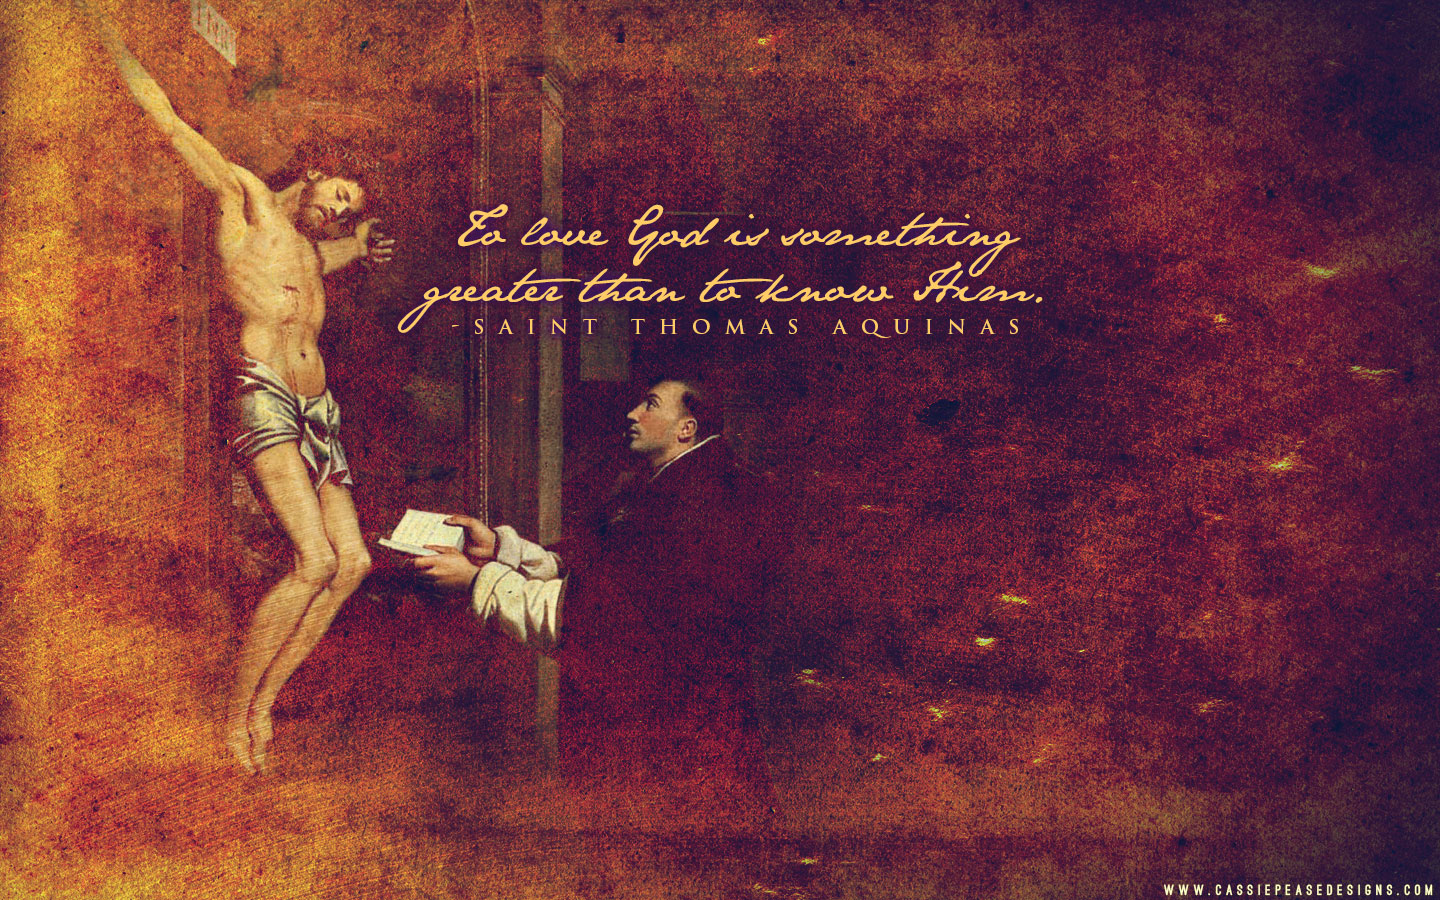 To love God is something
greater than to know Him.
-SAINT THOMAS AQUINAS
WWW.CASSIEPEASEDESIGNS.COM